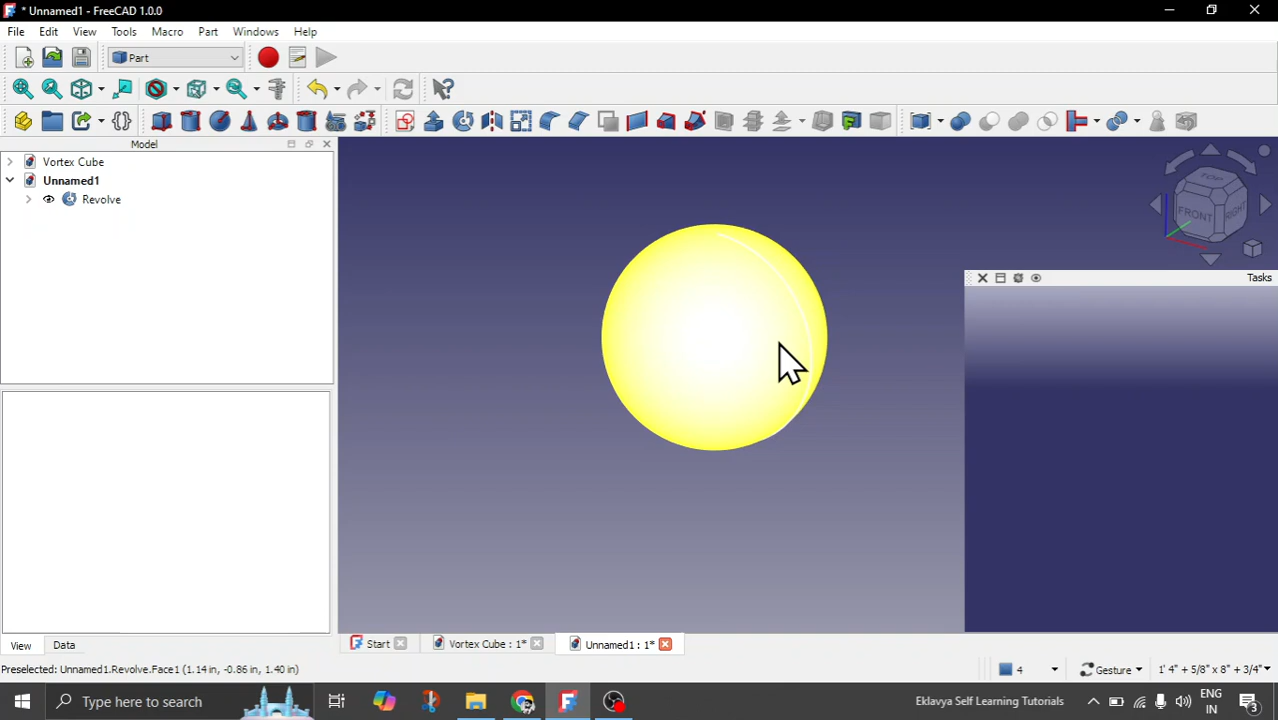 * Unnamed1 - FreeCAD 1.0.0
File Edit View Tools Macro Part Windows Help
Part
Model
Vortex Cube
Unnamed1
Revolve
FRONT
RIGHT
Tasks
View Data
Start
Vortex Cube : 1*
Unnamed1 : 1*
Preselected: Unnamed1.Revolve.Face1 (1.14 in, -0.86 in, 1.40 in)
4
Gesture
1' 4" + 5/8" x 8" + 3/4"
Type here to search
Eklavya Self Learning Tutorials
ENG
IN
3